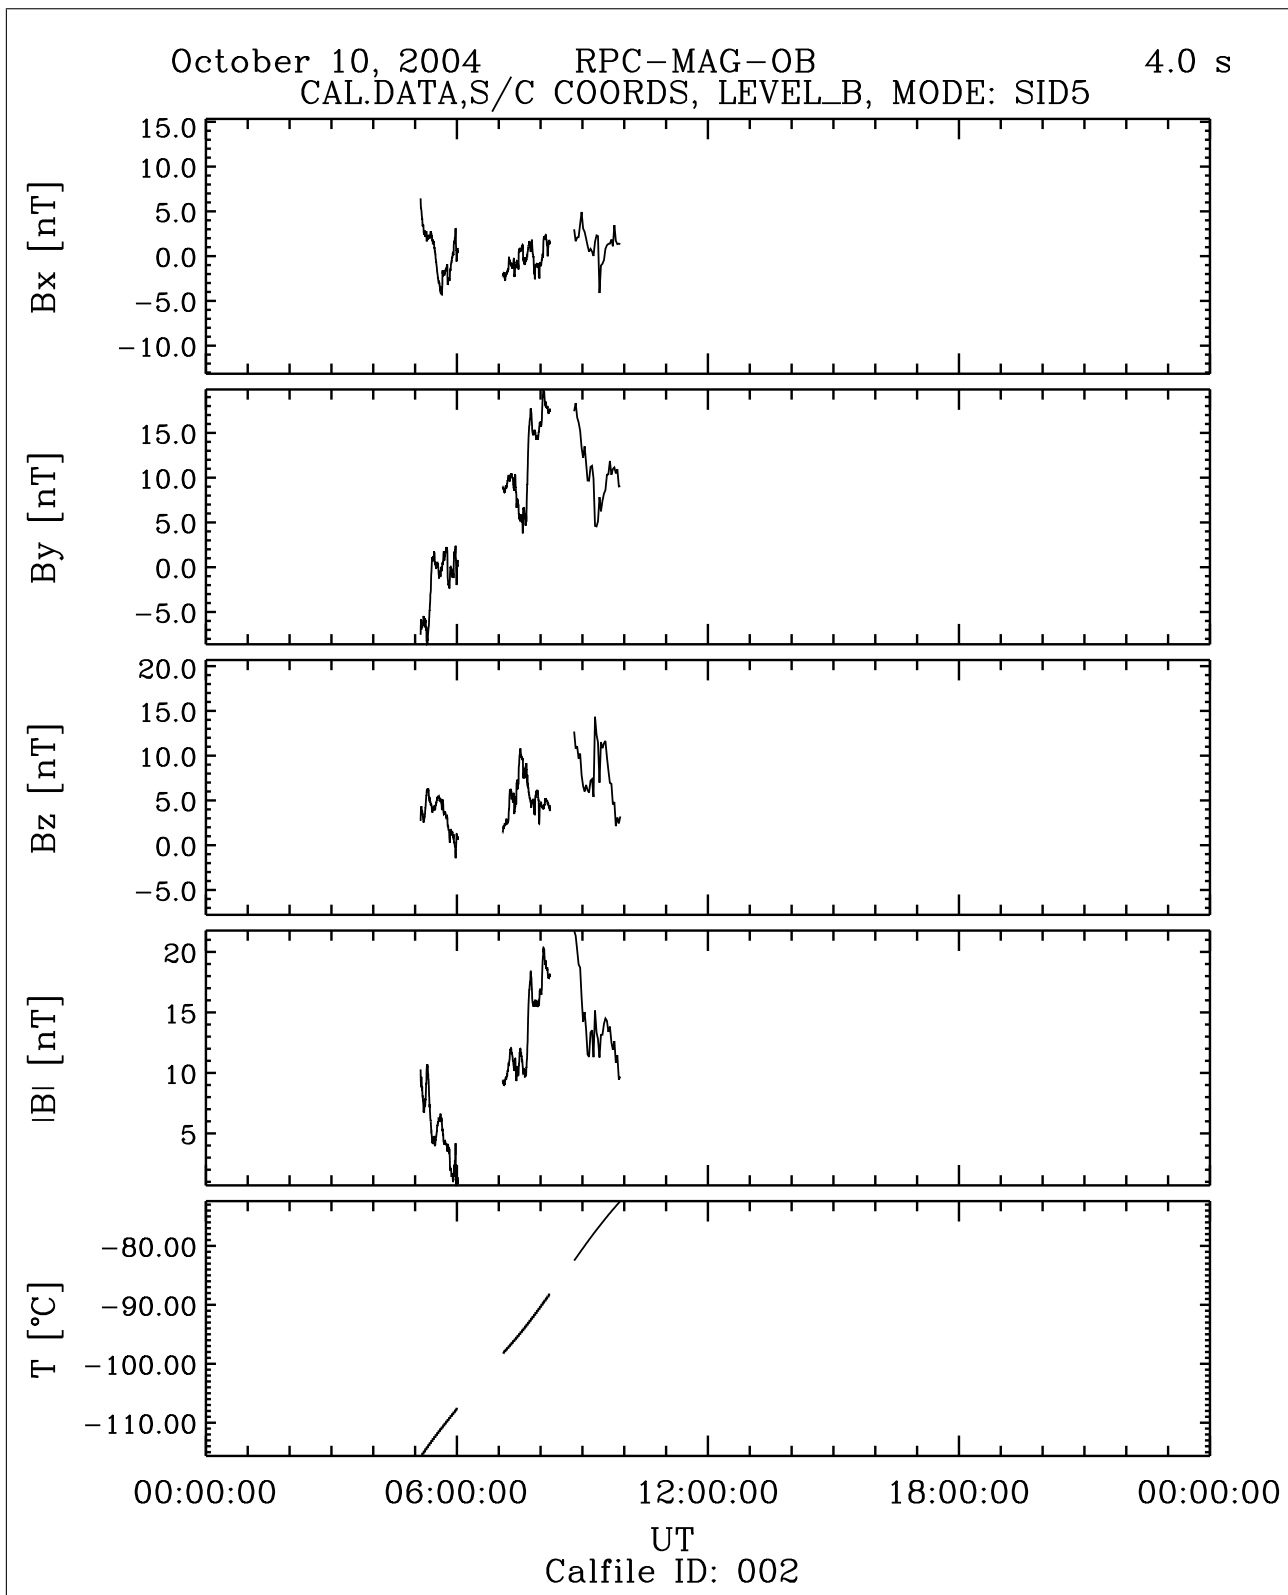 October 10, 2004 RPC-MAG-OB 4.0 s
CAL.DATA,S/C COORDS, LEVEL_B, MODE: SID5
Bx [nT]
15.0
10.0
5.0
0.0
-5.0
-10.0
By [nT]
15.0
10.0
5.0
0.0
-5.0
Bz [nT]
20.0
15.0
10.0
5.0
0.0
-5.0
|B| [nT]
20
15
10
5
T [°C]
-80.00
-90.00
-100.00
-110.00
00:00:00 06:00:00 12:00:00 18:00:00 00:00:00
UT
Calfile ID: 002